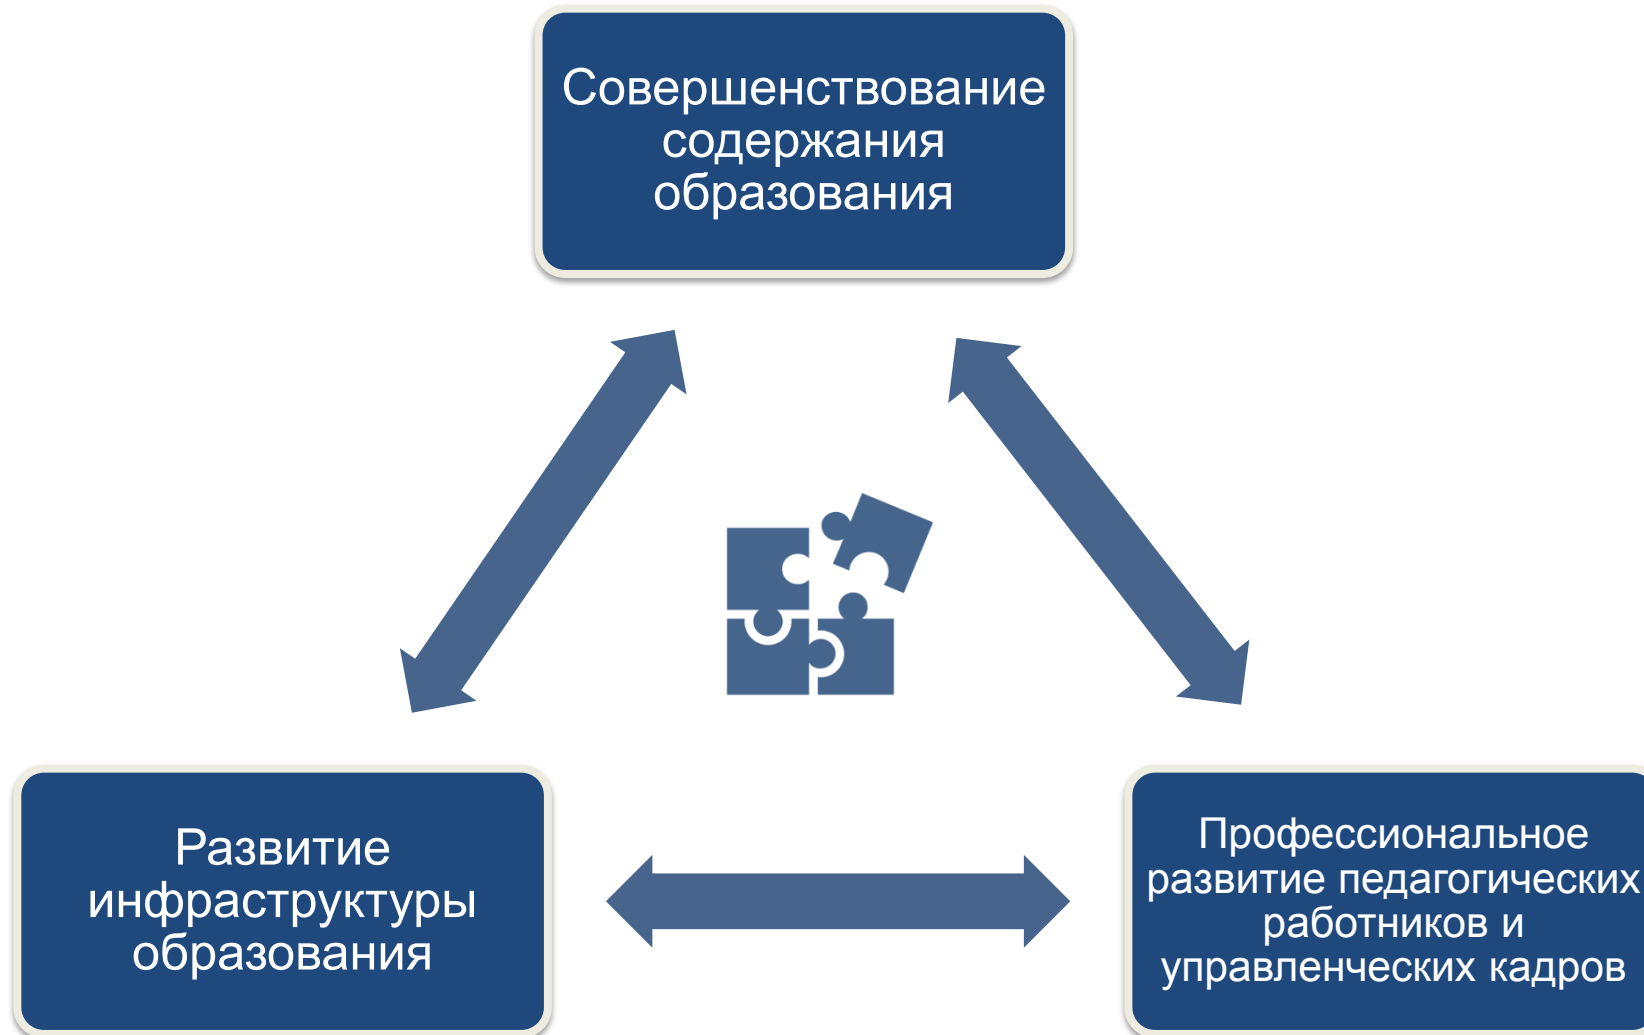 Совершенствование
содержания
образования
Развитие
инфраструктуры
образования
Профессиональное
развитие педагогических
работников и
управленческих кадров